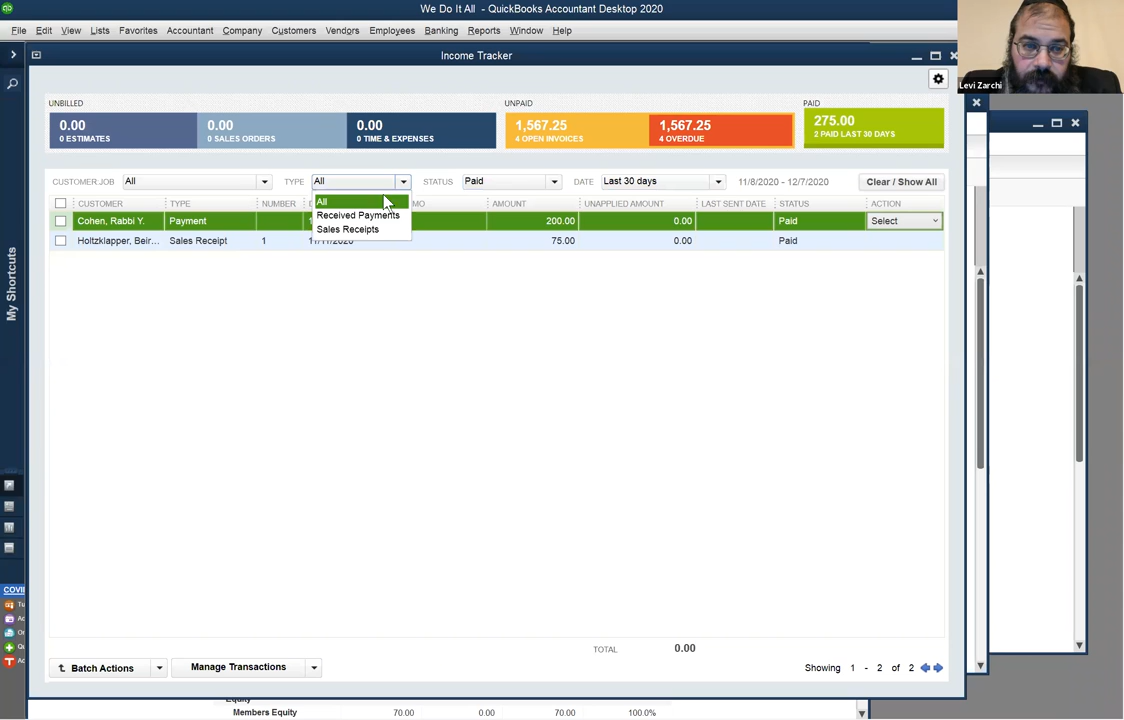 We Do It All - QuickBooks Accountant Desktop 2020
File Edit View Lists Favorites Accountant Company Customers Vendors Employees Banking Reports Window Help
Income Tracker
Levi Zarchi
UNBILLED UNPAID PAID
0.00 0.00 0.00 1,567.25 1,567.25 275.00
0 ESTIMATES 0 SALES ORDERS 0 TIME & EXPENSES 4 OPEN INVOICES 4 OVERDUE 2 PAID LAST 30 DAYS
CUSTOMER:JOB All TYPE All STATUS Paid DATE Last 30 days 11/8/2020 - 12/7/2020 Clear / Show All
All
Received Payments
Sales Receipts
CUSTOMER TYPE NUMBER MO AMOUNT UNAPPLIED AMOUNT LAST SENT DATE STATUS ACTION
Cohen, Rabbi Y. Payment 200.00 0.00 Paid Select
Holtzklapper, Beir... Sales Receipt 1 11/11/2020 75.00 0.00 Paid
My Shortcuts
COVI
TOTAL 0.00
Batch Actions Manage Transactions Showing 1 - 2 of 2
Equity
Members Equity 70.00 0.00 70.00 100.0%